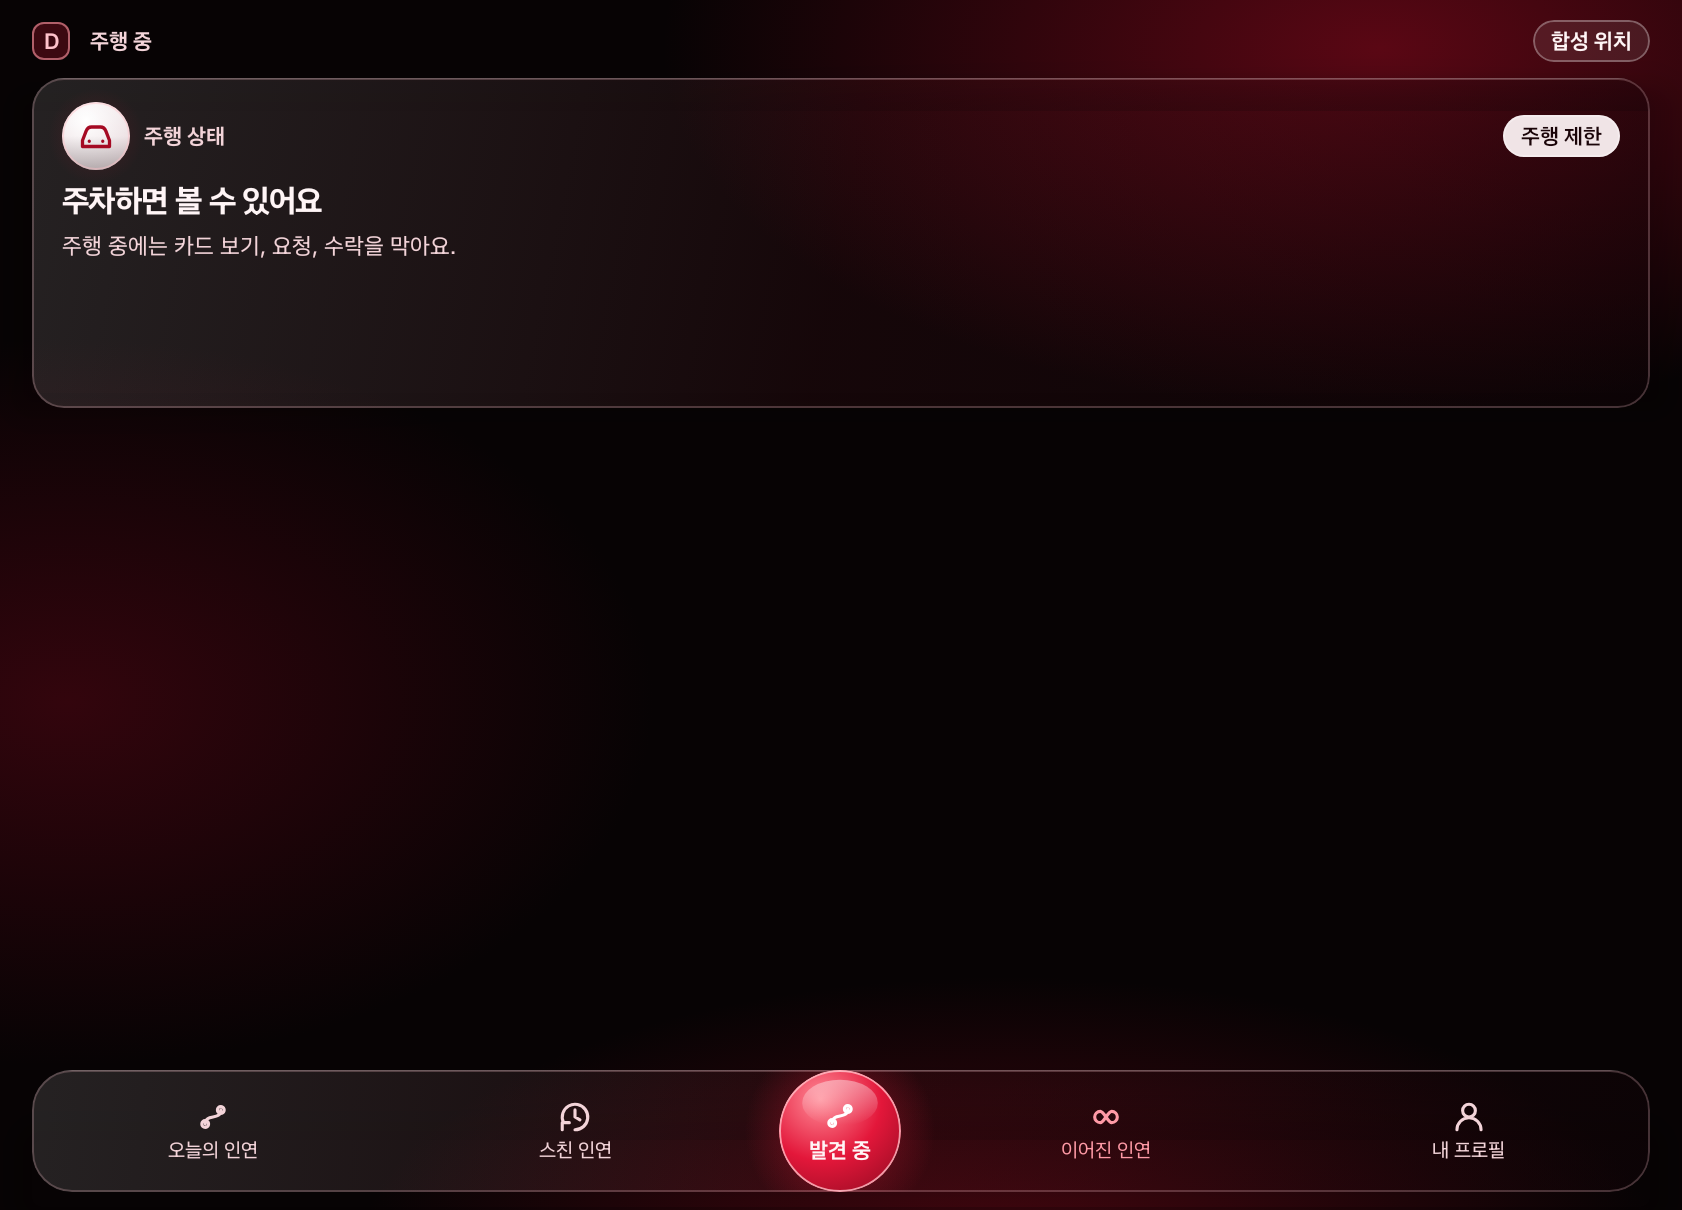 D 주행 중
합성 위치
주행 상태
주행 제한
주차하면 볼 수 있어요
주행 중에는 카드 보기, 요청, 수락을 막아요.
오늘의 인연
스친 인연
발견 중
이어진 인연
내 프로필